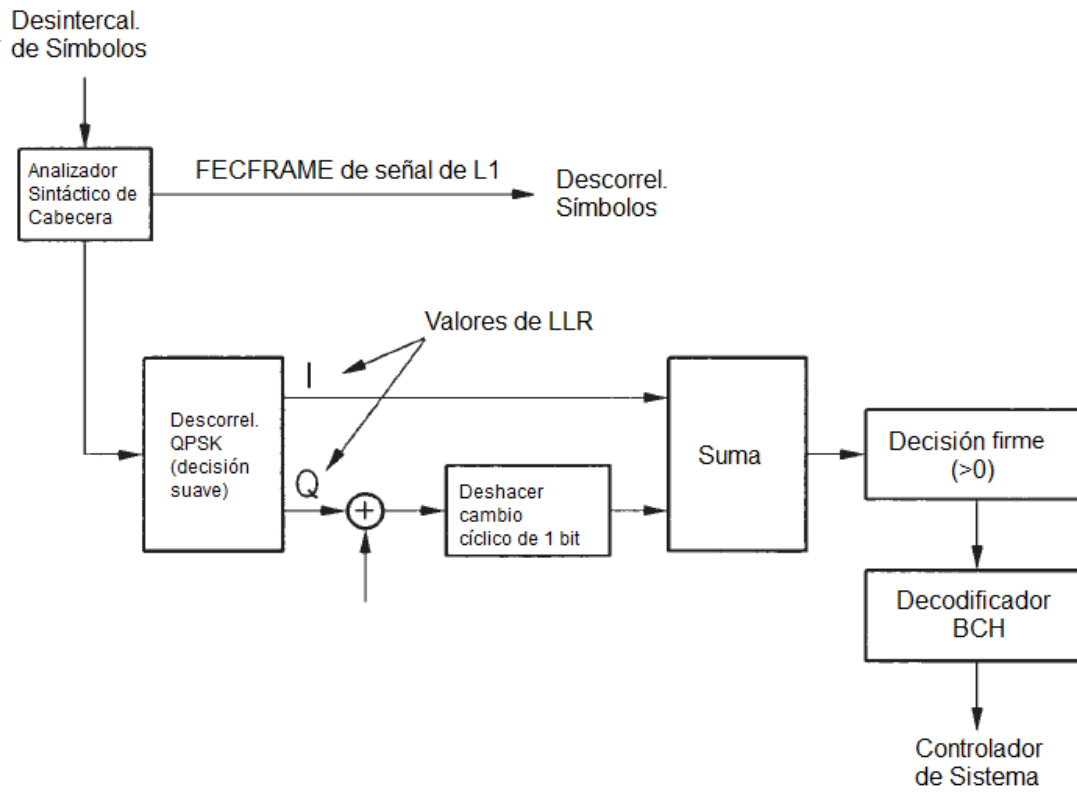 Desintercal.
de Símbolos
Analizador
Sintáctico de
Cabecera
FECFRAME de señal de L1
Descorrel.
Símbolos
Valores de LLR
Descorrel.
QPSK
(decisión
suave)
I
Q
+
Deshacer
cambio
cíclico de 1 bit
Suma
Decisión firme
(>0)
Decodificador
BCH
Controlador
de Sistema